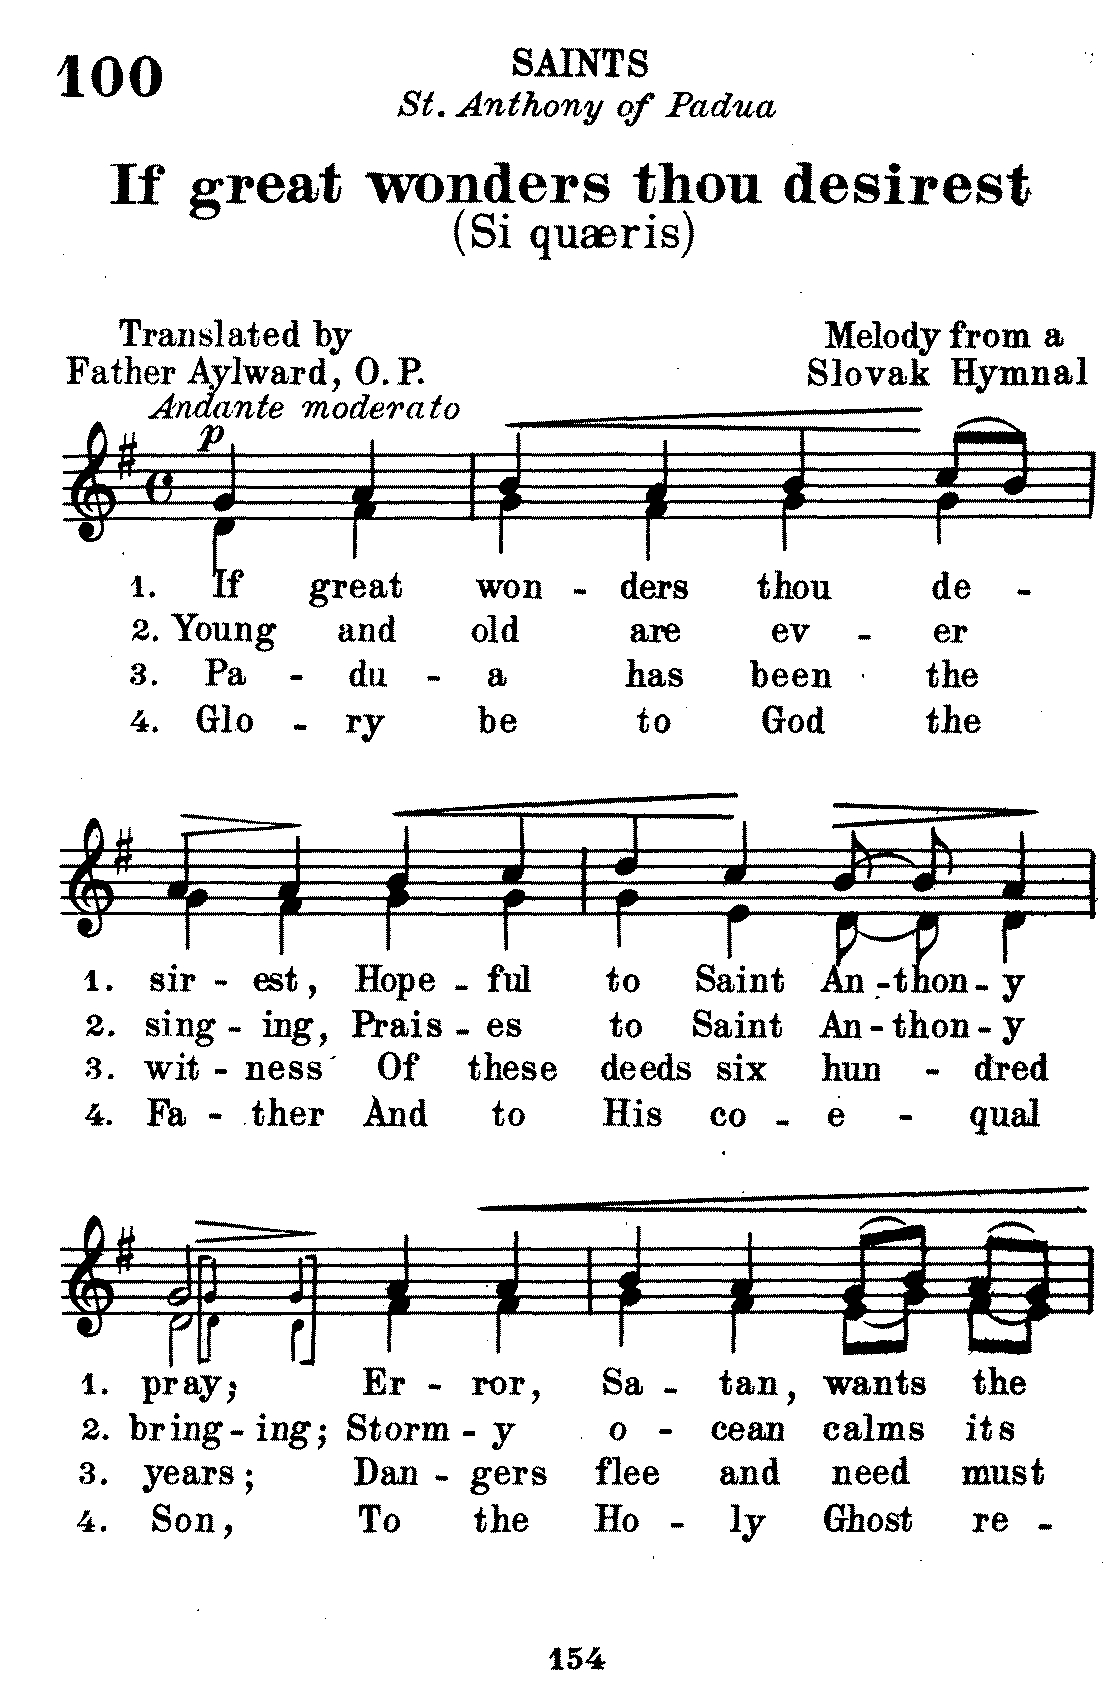 100
SAINTS
St. Anthony of Padua
If great wonders thou desirest
(Si quæris)
Translated by
Father Aylward, O. P.
Melody from a
Slovak Hymnal
Andante moderato
p
1. If great won - ders thou de -
2. Young and old are ev - er
3. Pa - du - a has been the
4. Glo - ry be to God the
1. sir - est, Hope - ful to Saint An - thon - y
2. sing - ing, Prais - es to Saint An - thon - y
3. wit - ness Of these deeds six hun - dred
4. Fa - ther And to His co - e - qual
1. pray; Er - ror, Sa - tan, wants the
2. bring - ing; Storm - y o - cean calms its
3. years; Dan - gers flee and need must
4. Son, To the Ho - ly Ghost re -
154